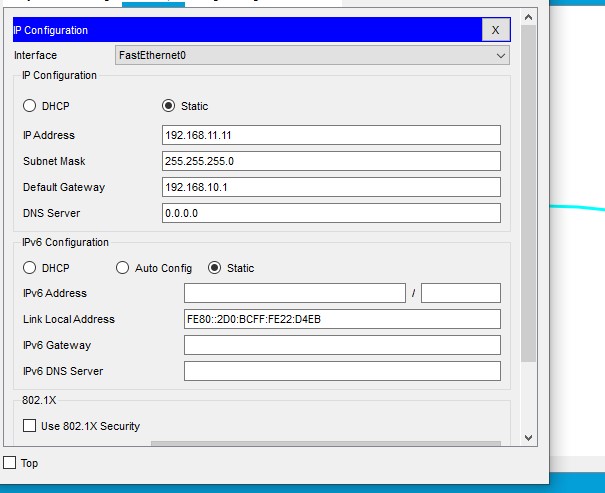 IP Configuration X
Interface FastEthernet0
IP Configuration
DHCP Static
IP Address 192.168.11.11
Subnet Mask 255.255.255.0
Default Gateway 192.168.10.1
DNS Server 0.0.0.0
IPv6 Configuration
DHCP Auto Config Static
IPv6 Address /
Link Local Address FE80::2D0:BCFF:FE22:D4EB
IPv6 Gateway
IPv6 DNS Server
802.1X
Use 802.1X Security
Top